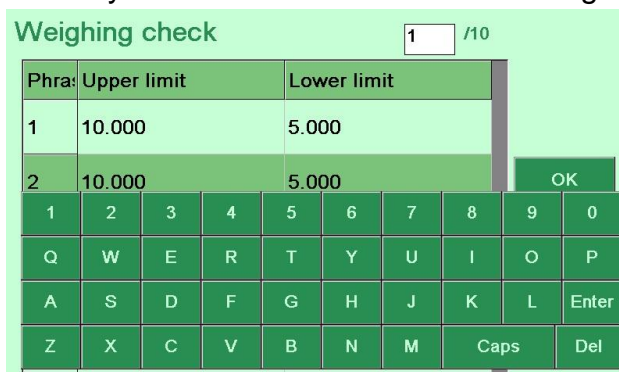 Weighing check 1 /10
Phras Upper limit Lower limit
1 10.000 5.000
2 10.000 5.000 OK
1 2 3 4 5 6 7 8 9 0
Q W E R T Y U I O P
A S D F G H J K L Enter
Z X C V B N M Caps Del